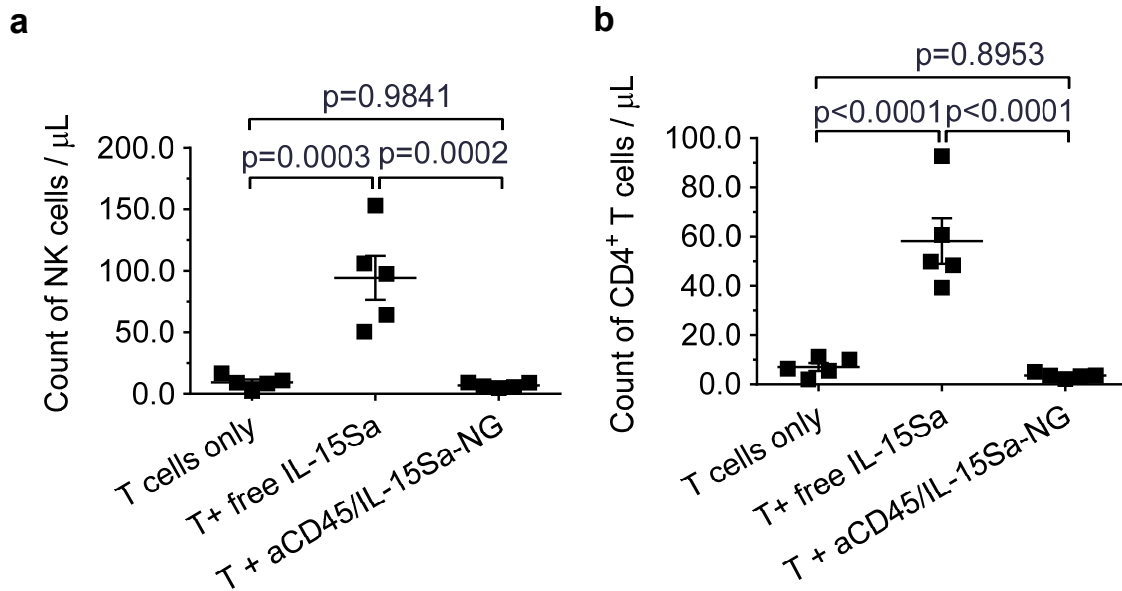 a
p=0.9841
p=0.0003
p=0.0002
Count of NK cells / μL
200.0
150.0
100.0
50.0
0.0
T cells only
T+ free IL-15Sa
T + aCD45/IL-15Sa-NG
b
p=0.8953
p<0.0001
p<0.0001
Count of CD4⁺ T cells / μL
100.0
80.0
60.0
40.0
20.0
0.0
T cells only
T+ free IL-15Sa
T + aCD45/IL-15Sa-NG